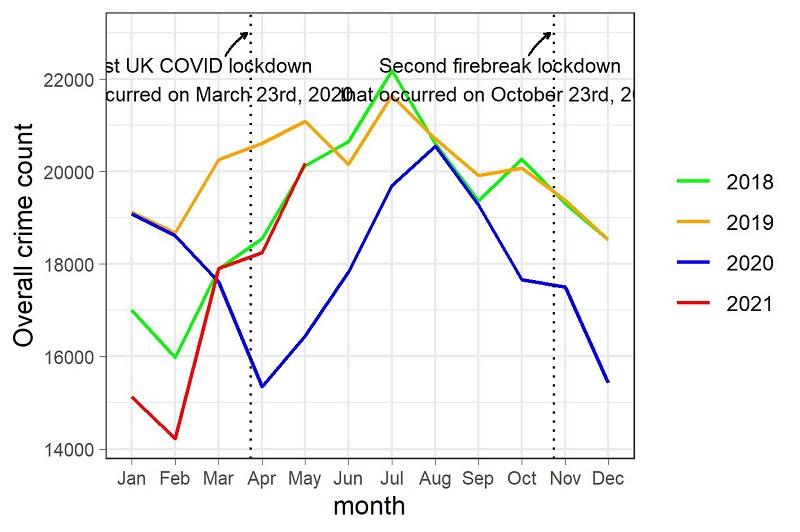 st UK COVID lockdown
curred on March 23rd, 2020
Second firebreak lockdown
that occurred on October 23rd, 20
22000
20000
18000
16000
14000
Overall crime count
Jan Feb Mar Apr May Jun Jul Aug Sep Oct Nov Dec
month
2018
2019
2020
2021